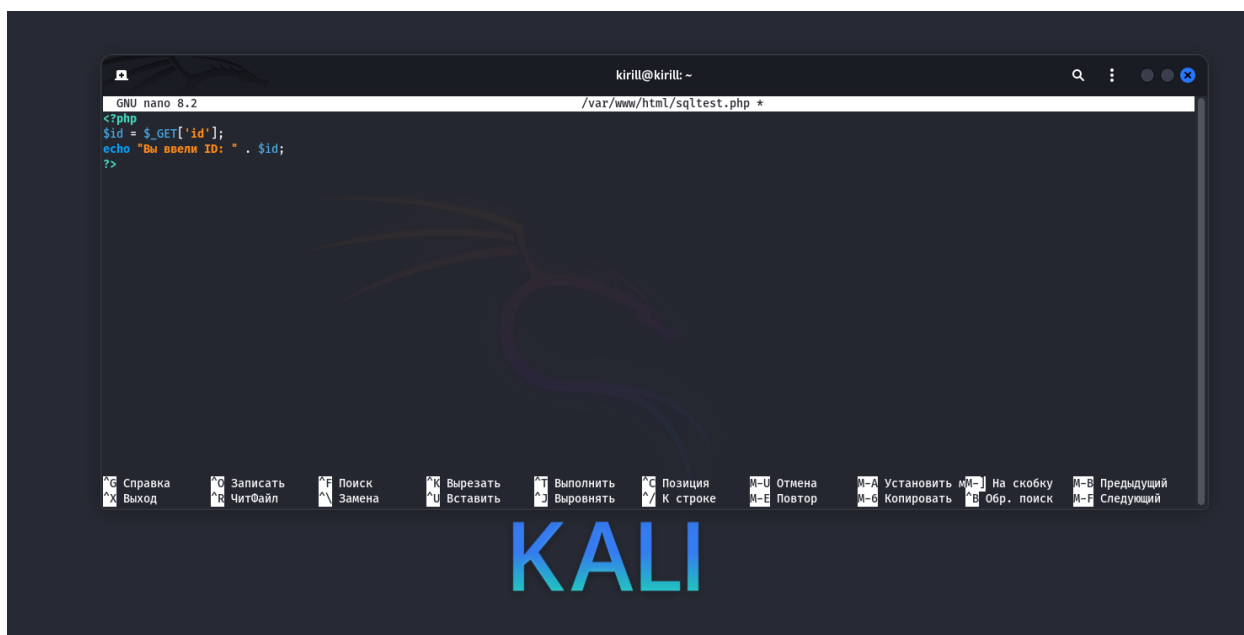 kirill@kirill: ~
GNU nano 8.2 /var/www/html/sqltest.php *
<?php
$id = $_GET['id'];
echo "Вы ввели ID: " . $id;
?>
^G Справка ^O Записать ^F Поиск ^K Вырезать ^T Выполнить ^C Позиция M-U Отмена M-A Установить мM-] На скобку M-B Предыдущий
^X Выход ^R ЧитФайл ^\ Замена ^U Вставить ^J Выровнять ^/ К строке M-E Повтор M-6 Копировать ^B Обр. поиск M-F Следующий
KALI